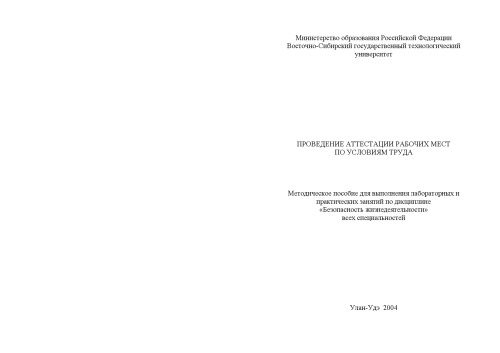 Министерство образования Российской Федерации
Восточно-Сибирский государственный технологический
университет
ПРОВЕДЕНИЕ АТТЕСТАЦИИ РАБОЧИХ МЕСТ
ПО УСЛОВИЯМ ТРУДА
Методическое пособие для выполнения лабораторных и
практических занятий по дисциплине
«Безопасность жизнедеятельности»
всех специальностей
Улан-Удэ 2004